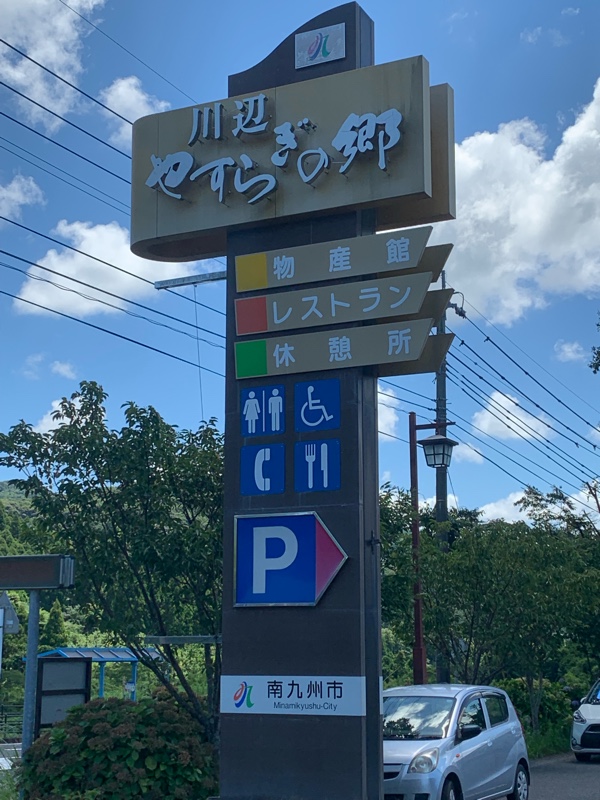 川辺
やすらぎの郷
物産館
レストラン
休憩所
P
南九州市
Minamikyushu-City